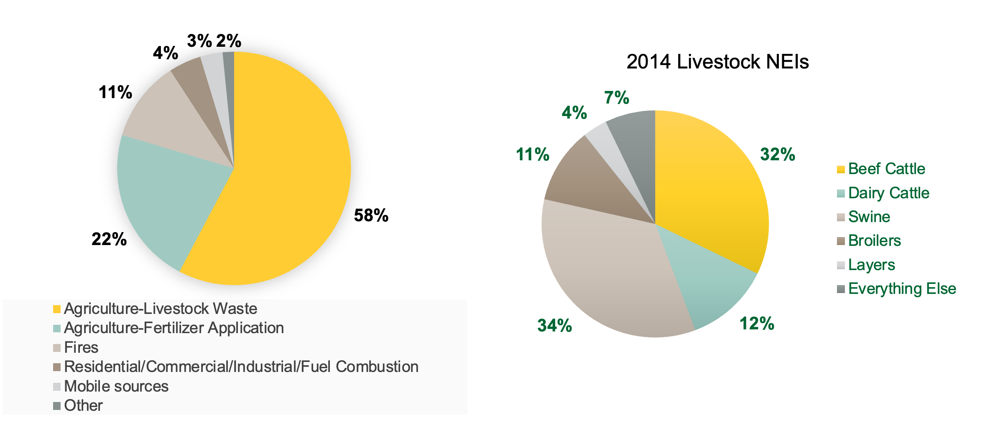 3% 2%
4%
11%
58%
22%
Agriculture-Livestock Waste
Agriculture-Fertilizer Application
Fires
Residential/Commercial/Industrial/Fuel Combustion
Mobile sources
Other
2014 Livestock NEIs
7%
4%
11%
32%
34%
12%
Beef Cattle
Dairy Cattle
Swine
Broilers
Layers
Everything Else